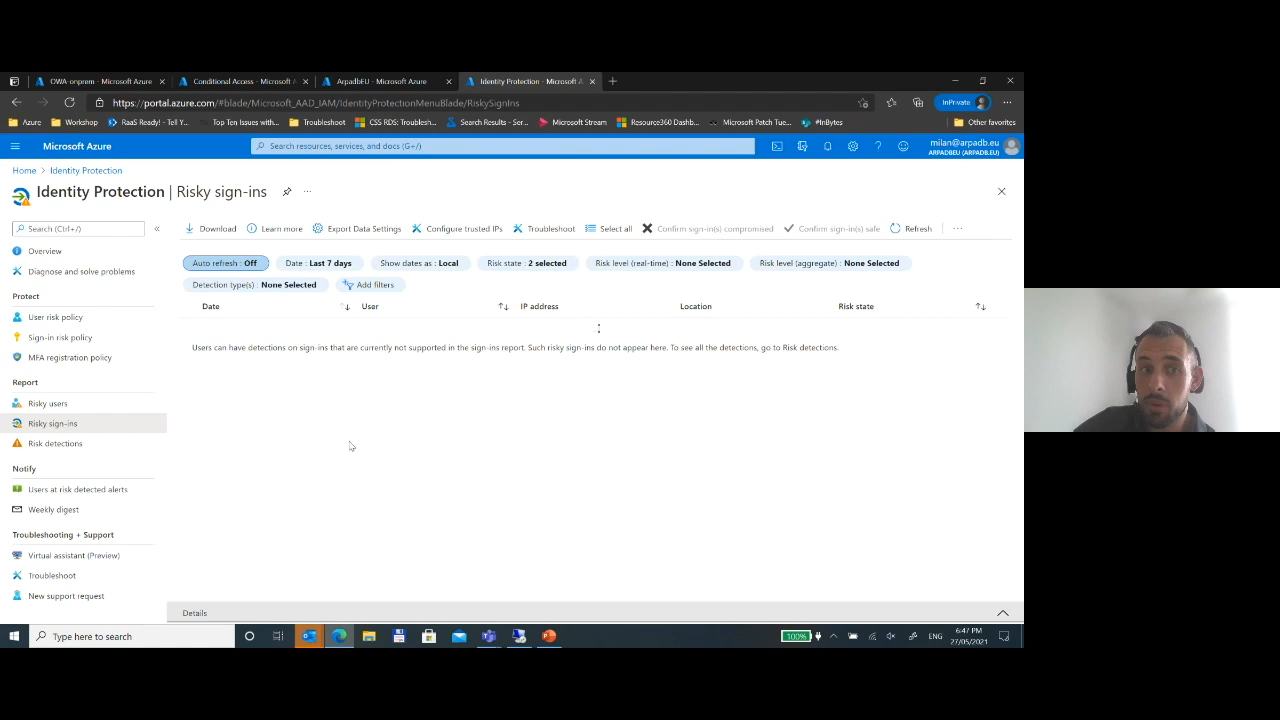 OWA-onprem - Microsoft Azure
Conditional Access - Microsoft A
ArpadbEU - Microsoft Azure
Identity Protection - Microsoft A
https://portal.azure.com/#blade/Microsoft_AAD_IAM/IdentityProtectionMenuBlade/RiskySignIns
InPrivate
Azure
Workshop
RaaS Ready! - Tell Y...
Top Ten Issues with...
Troubleshoot
CSS RDS: Troublesh...
Search Results - Ser...
Microsoft Stream
Resource360 Dashb...
Microsoft Patch Tue...
#InBytes
Other favorites
Microsoft Azure
Search resources, services, and docs (G+/)
milan@arpadb.eu
ARPADBEU (ARPADB.EU)
Home > Identity Protection
Identity Protection | Risky sign-ins
Search (Ctrl+/)
Overview
Diagnose and solve problems
Protect
User risk policy
Sign-in risk policy
MFA registration policy
Report
Risky users
Risky sign-ins
Risk detections
Notify
Users at risk detected alerts
Weekly digest
Troubleshooting + Support
Virtual assistant (Preview)
Troubleshoot
New support request
Download
Learn more
Export Data Settings
Configure trusted IPs
Troubleshoot
Select all
Confirm sign-in(s) compromised
Confirm sign-in(s) safe
Refresh
Auto refresh : Off
Date : Last 7 days
Show dates as : Local
Risk state : 2 selected
Risk level (real-time) : None Selected
Risk level (aggregate) : None Selected
Detection type(s) : None Selected
Add filters
Date
User
IP address
Location
Risk state
Users can have detections on sign-ins that are currently not supported in the sign-ins report. Such risky sign-ins do not appear here. To see all the detections, go to Risk detections.
Details
Type here to search
100%
ENG
6:47 PM
27/05/2021